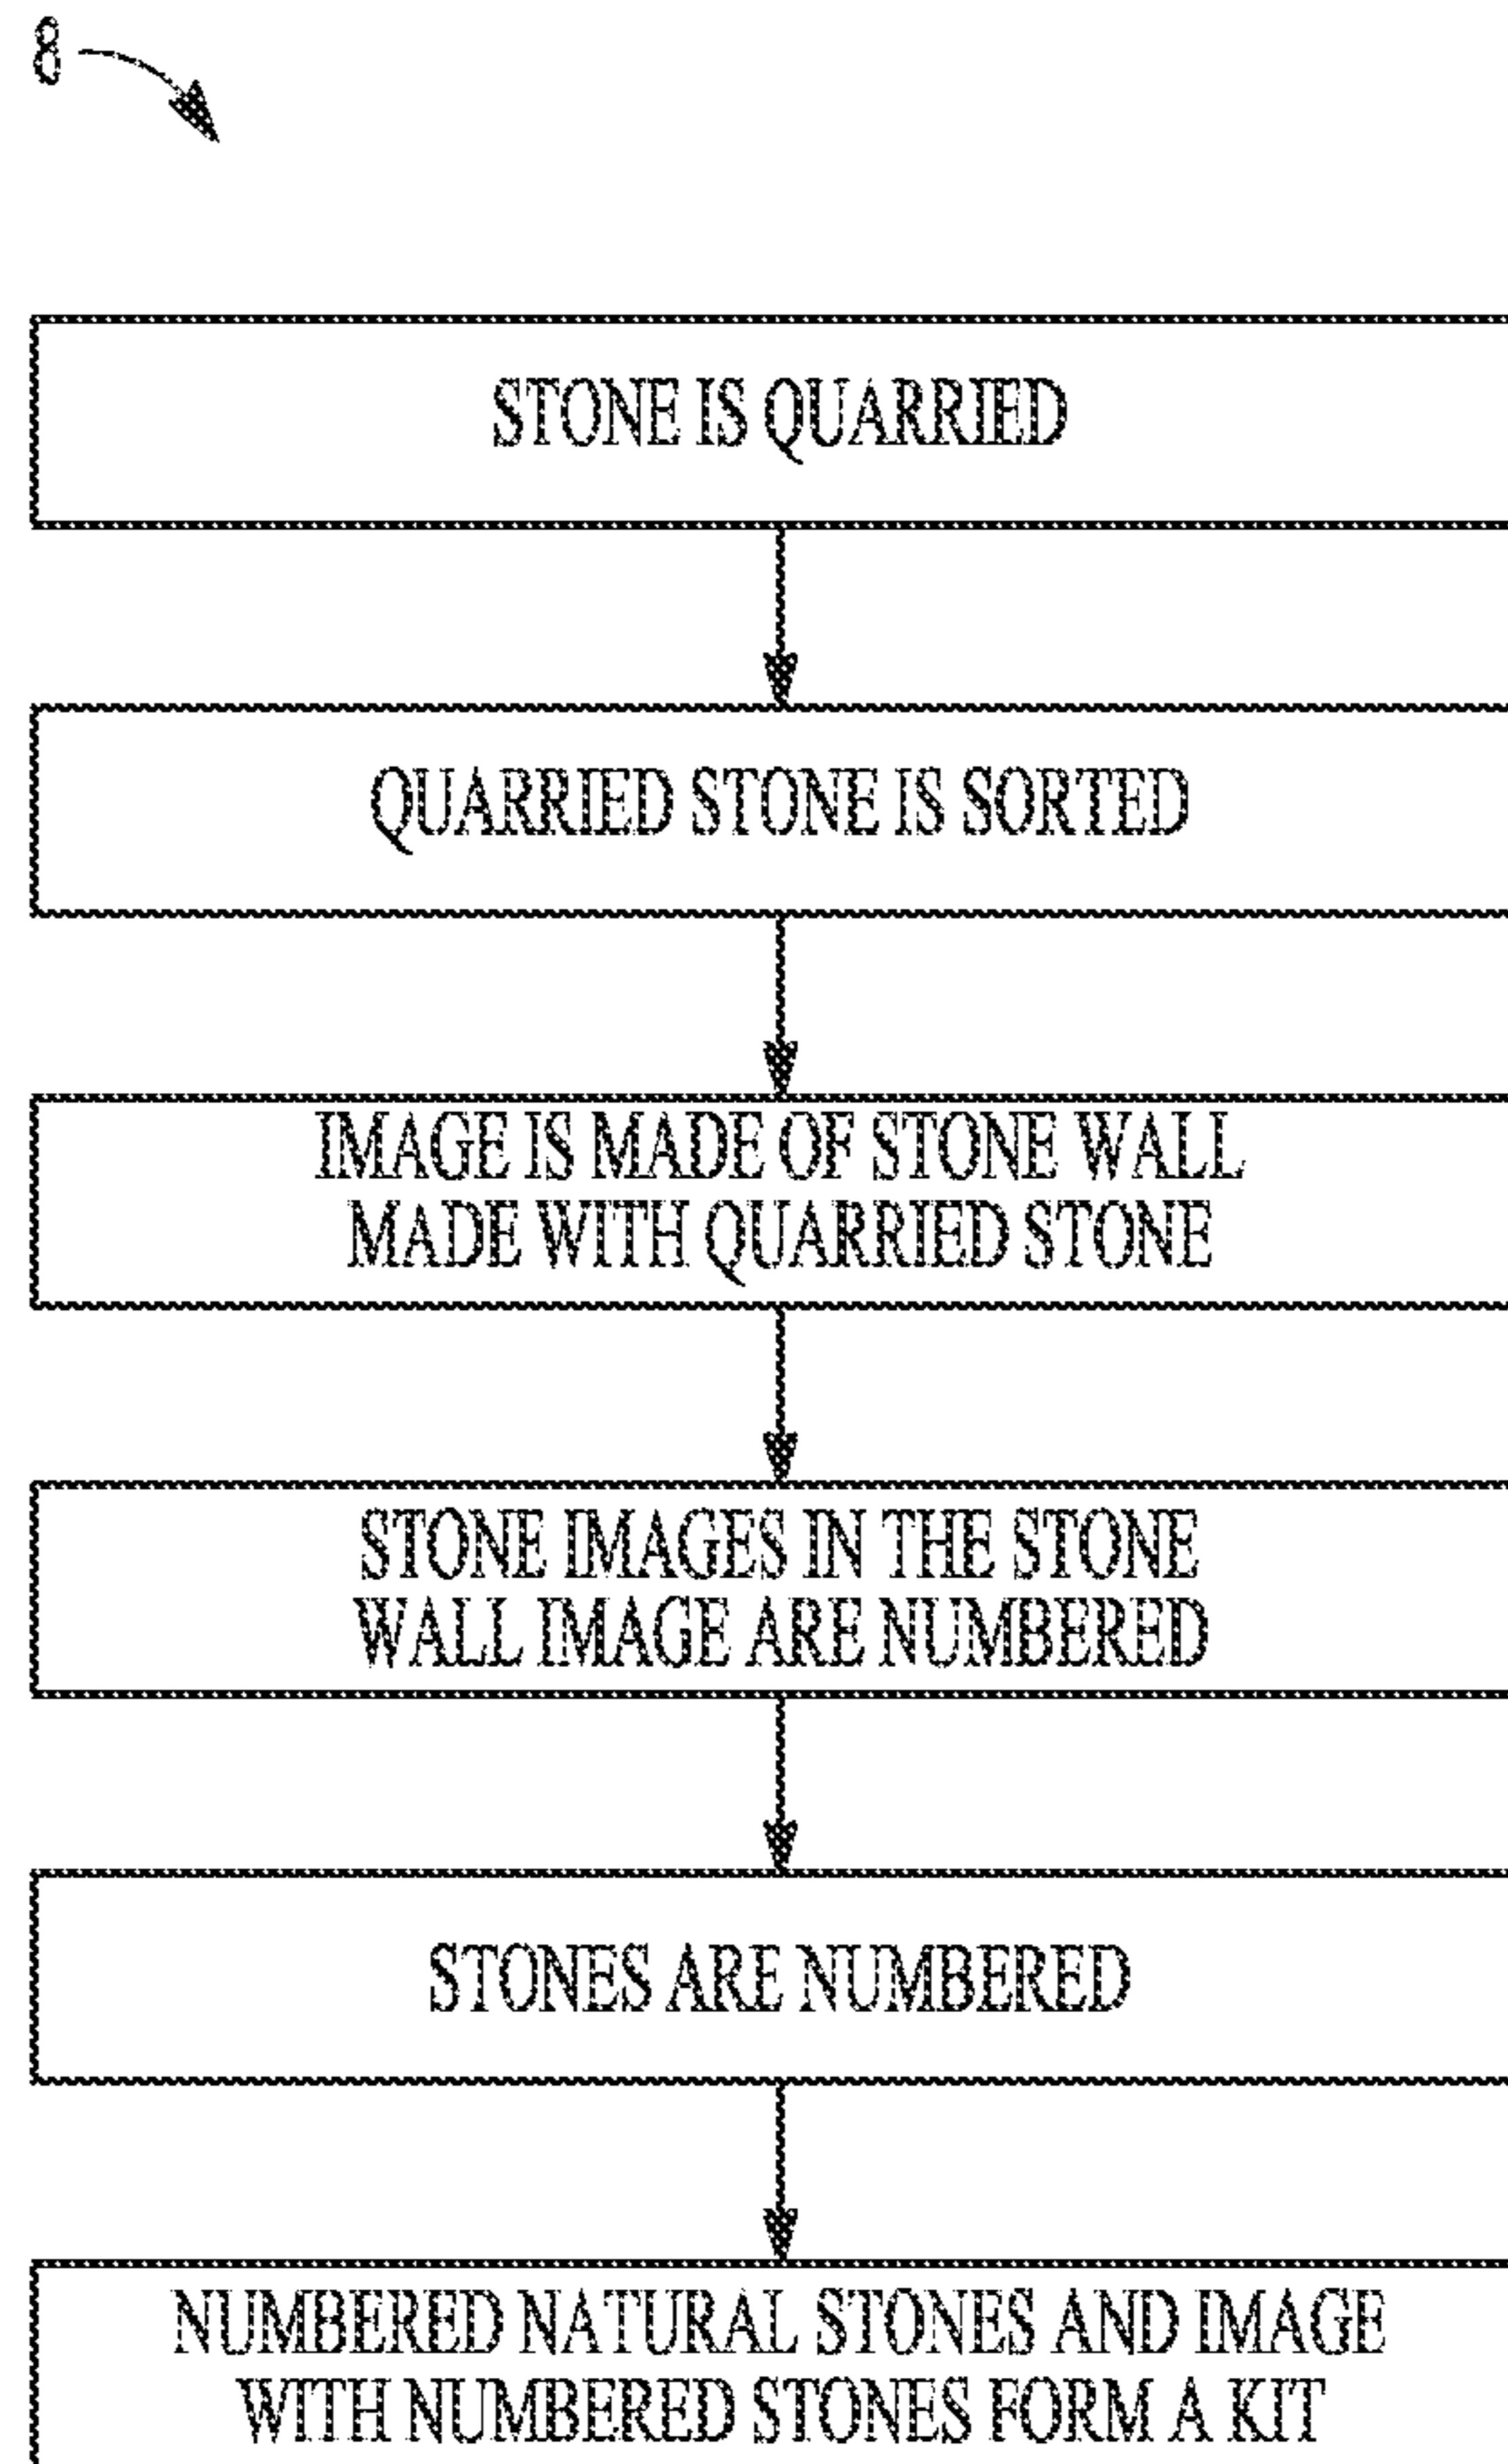 8
STONE IS QUARRIED
QUARRIED STONE IS SORTED
IMAGE IS MADE OF STONE WALL
MADE WITH QUARRIED STONE
STONE IMAGES IN THE STONE
WALL IMAGE ARE NUMBERED
STONES ARE NUMBERED
NUMBERED NATURAL STONES AND IMAGE
WITH NUMBERED STONES FORM A KIT